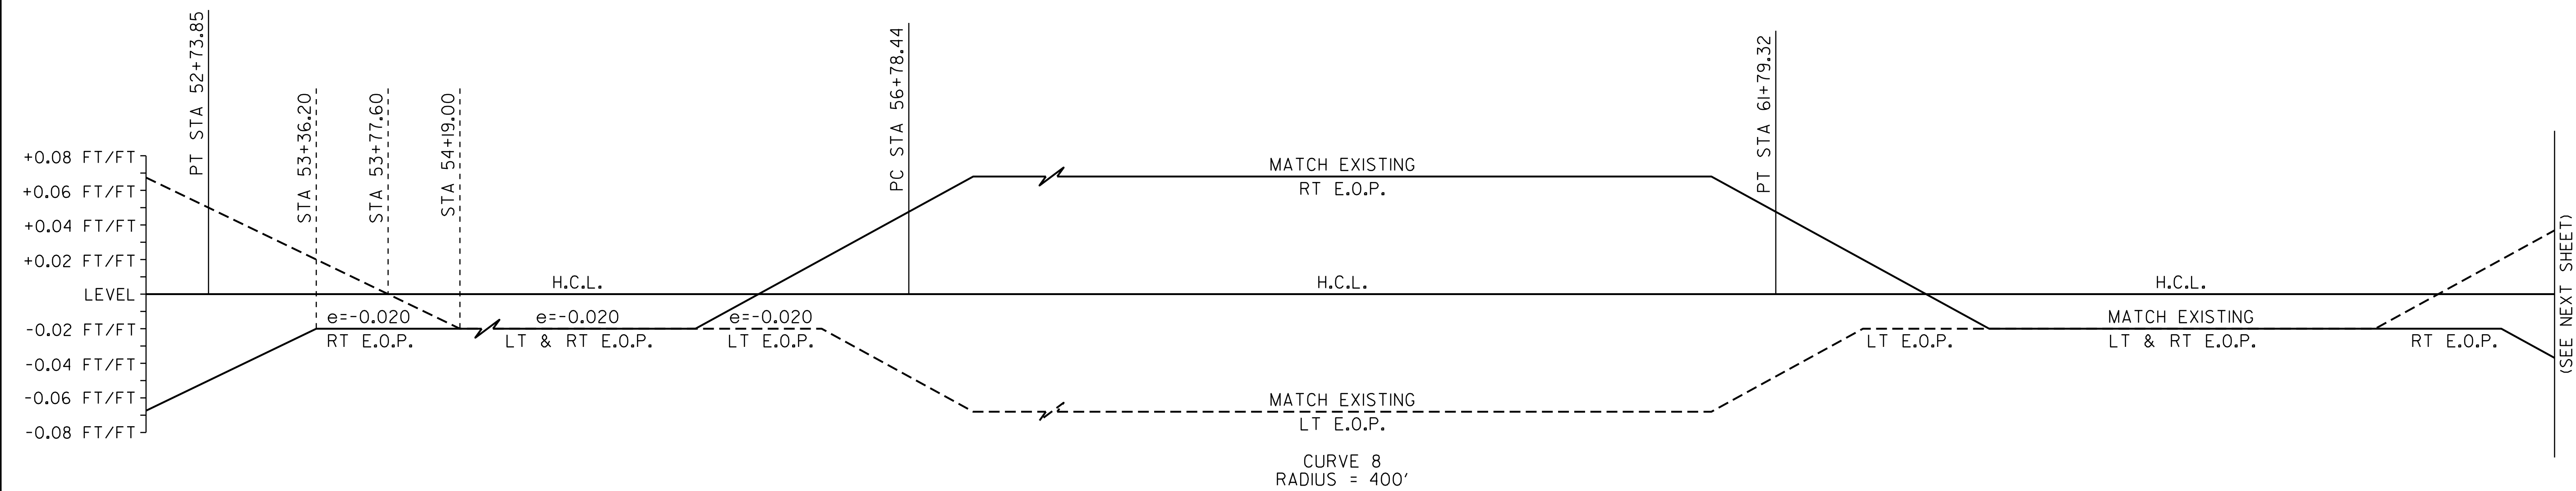 PT STA 52+73.85
STA 53+36.20
STA 53+77.60
STA 54+19.00
PC STA 56+78.44
PT STA 61+79.32
+0.08 FT/FT
+0.06 FT/FT
+0.04 FT/FT
+0.02 FT/FT
LEVEL
-0.02 FT/FT
-0.04 FT/FT
-0.06 FT/FT
-0.08 FT/FT
H.C.L.
H.C.L.
H.C.L.
e=-0.020
RT E.O.P.
e=-0.020
LT & RT E.O.P.
e=-0.020
LT E.O.P.
MATCH EXISTING
RT E.O.P.
MATCH EXISTING
LT E.O.P.
LT E.O.P.
MATCH EXISTING
LT & RT E.O.P.
RT E.O.P.
(SEE NEXT SHEET)
CURVE 8
RADIUS = 400'